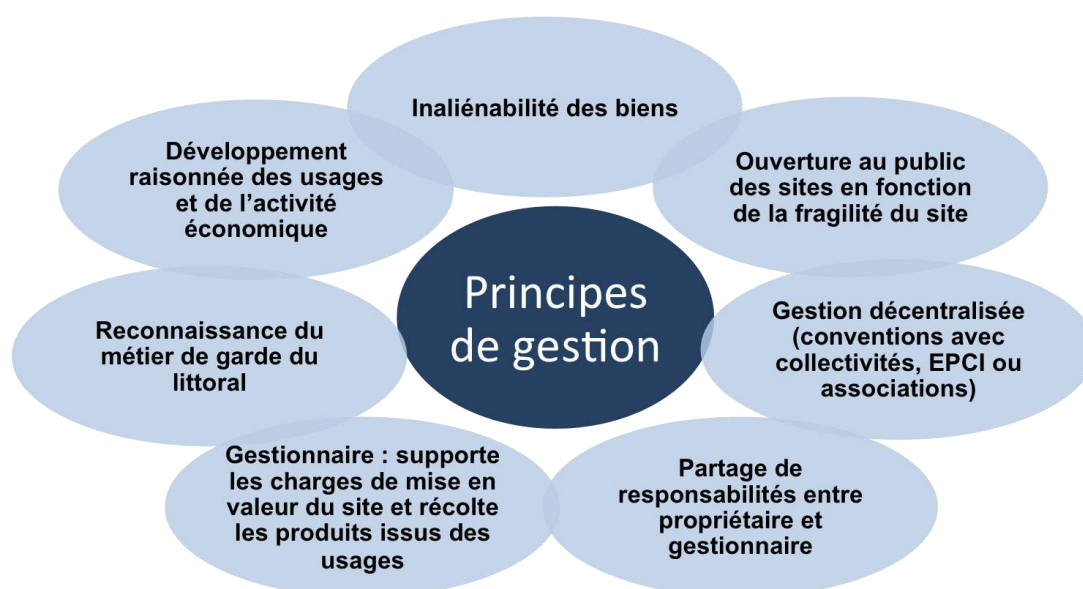 Inaliénabilité des biens
Ouverture au public
des sites en fonction
de la fragilité du site
Gestion décentralisée
(conventions avec
collectivités, EPCI ou
associations)
Partage de
responsabilités entre
propriétaire et
gestionnaire
Gestionnaire : supporte
les charges de mise en
valeur du site et récolte
les produits issus des
usages
Reconnaissance du
métier de garde du
littoral
Développement
raisonnée des usages
et de l’activité
économique
Principes
de gestion